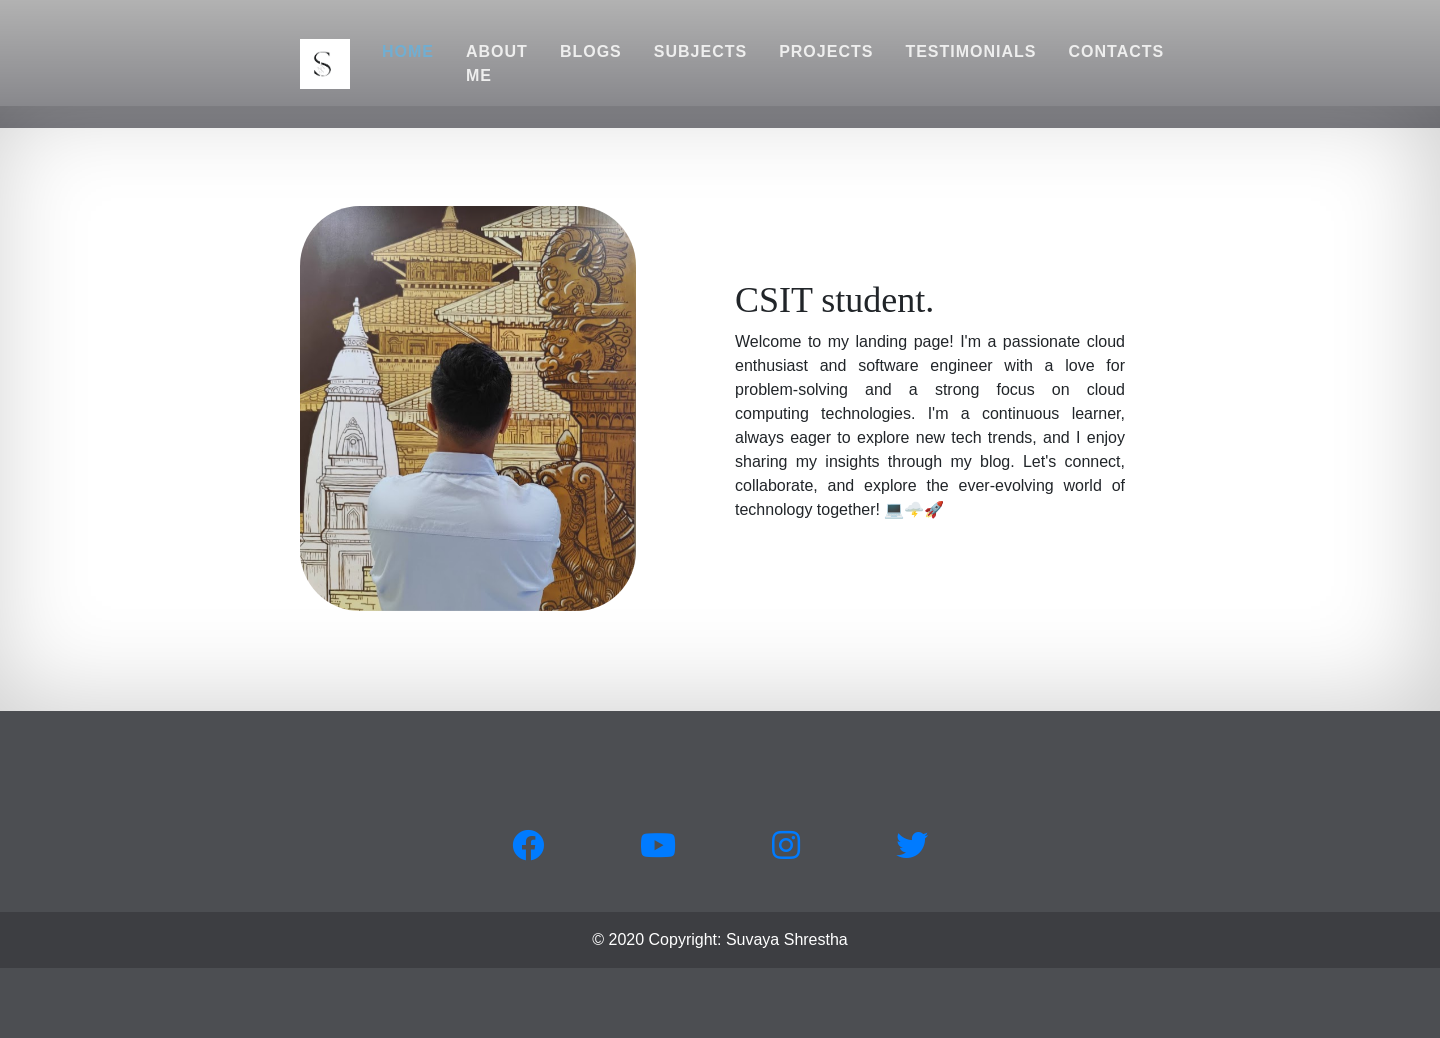 S
HOME
ABOUT ME
BLOGS
SUBJECTS
PROJECTS
TESTIMONIALS
CONTACTS
CSIT student.
Welcome to my landing page! I'm a passionate cloud
enthusiast and software engineer with a love for
problem-solving and a strong focus on cloud
computing technologies. I'm a continuous learner,
always eager to explore new tech trends, and I enjoy
sharing my insights through my blog. Let's connect,
collaborate, and explore the ever-evolving world of
technology together! 💻🌩️🚀
© 2020 Copyright: Suvaya Shrestha